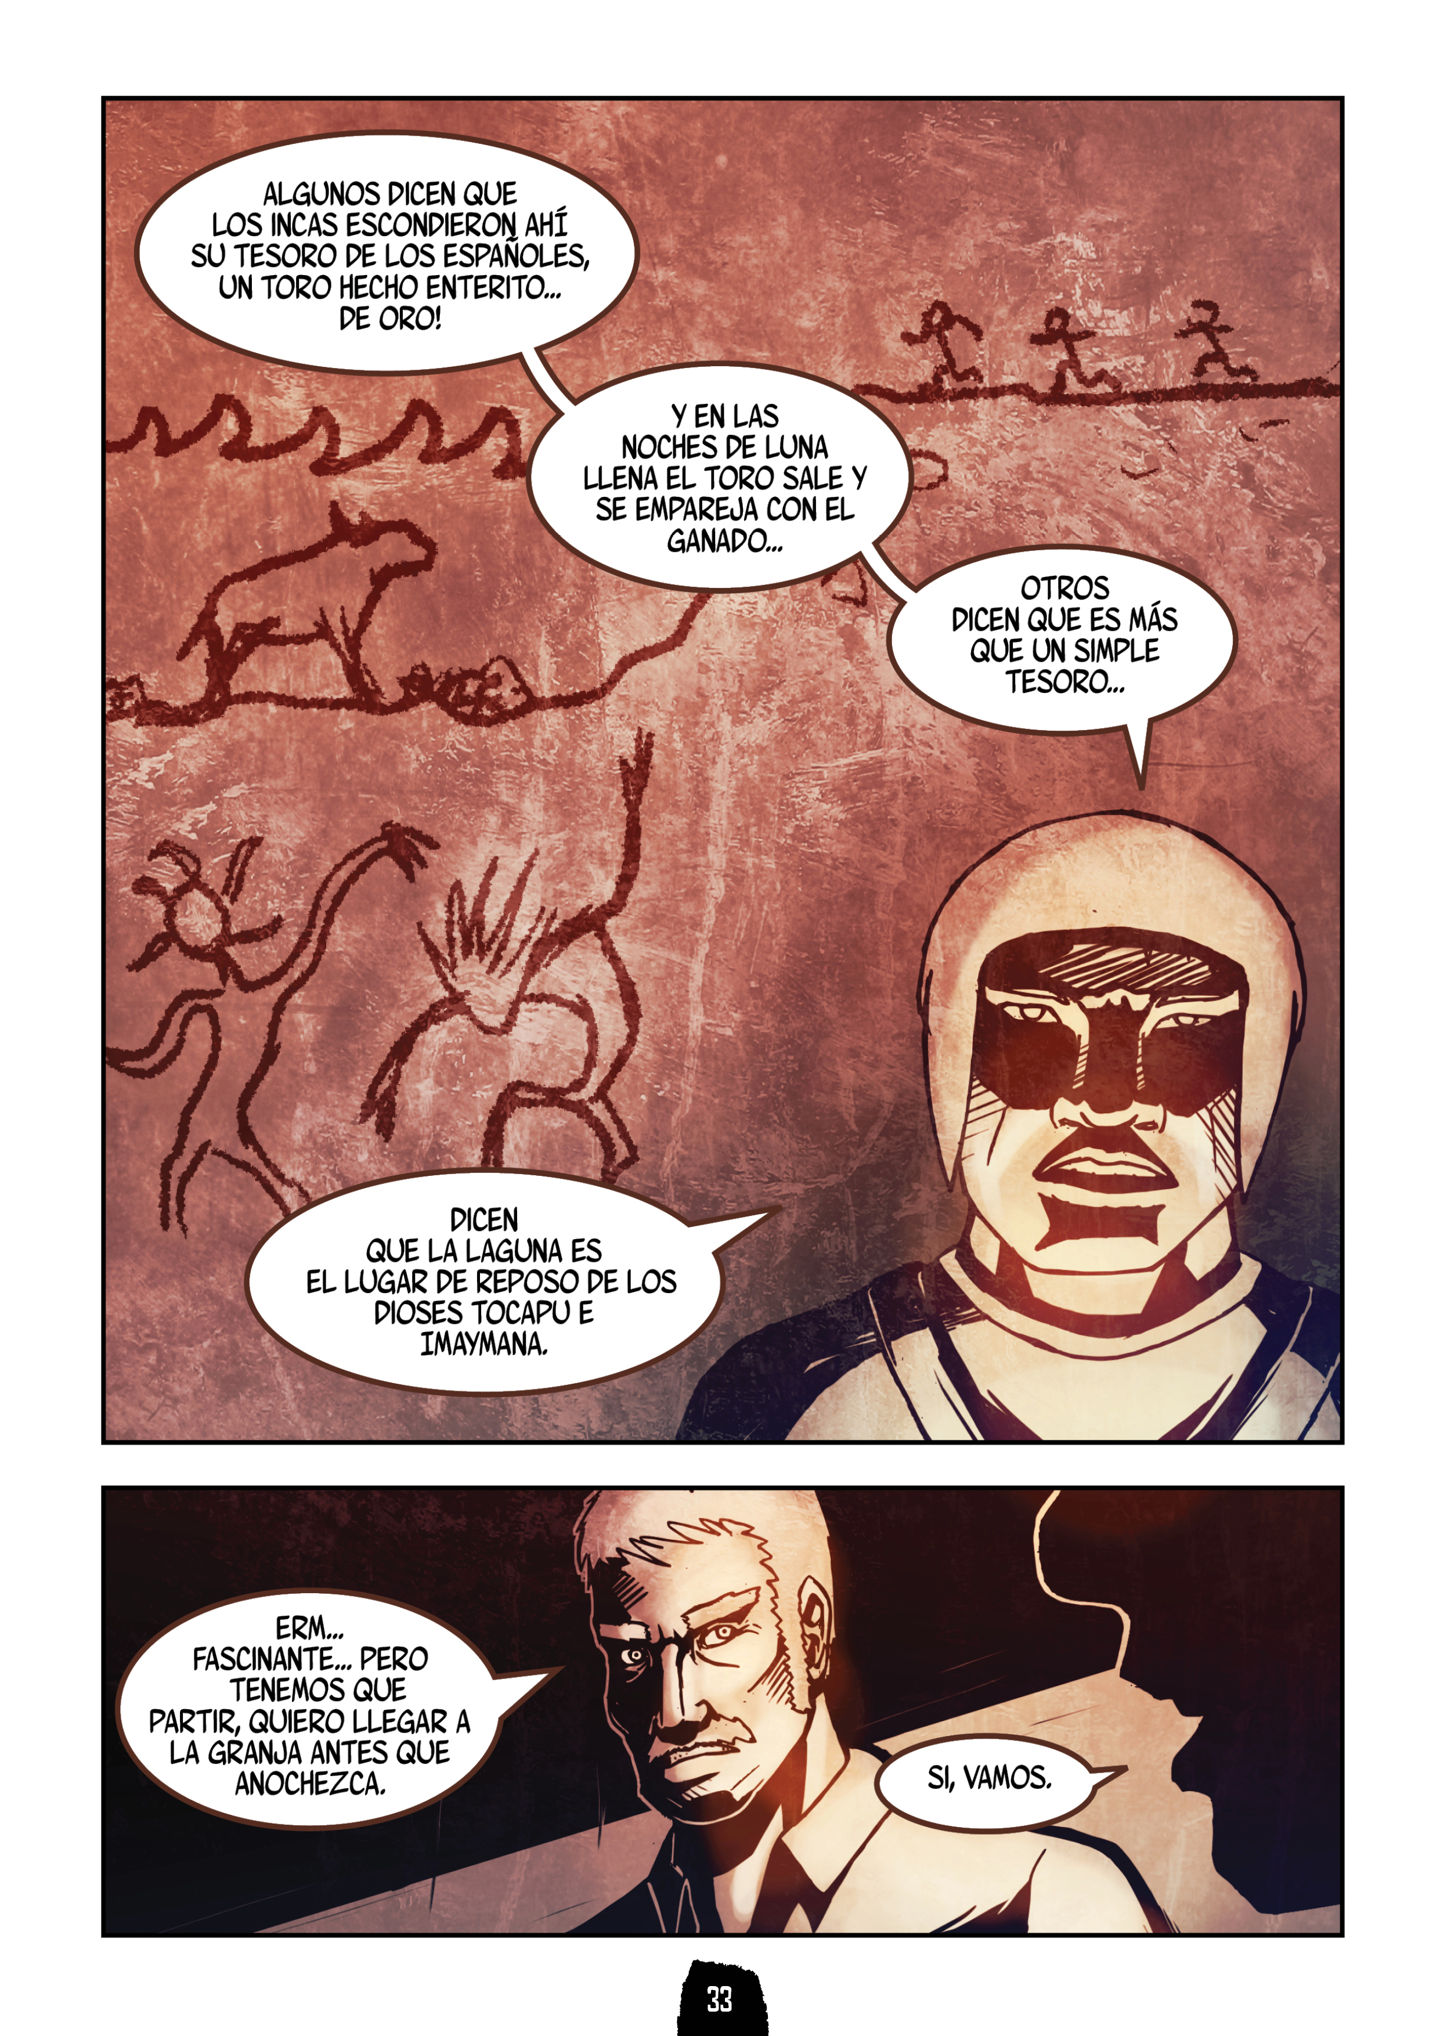 ALGUNOS DICEN QUE
LOS INCAS ESCONDIERON AHÍ
SU TESORO DE LOS ESPAÑOLES,
UN TORO HECHO ENTERITO...
DE ORO!
Y EN LAS
NOCHES DE LUNA
LLENA EL TORO SALE Y
SE EMPAREJA CON EL
GANADO...
OTROS
DICEN QUE ES MÁS
QUE UN SIMPLE
TESORO...
DICEN
QUE LA LAGUNA ES
EL LUGAR DE REPOSO DE LOS
DIOSES TOCAPU E
IMAYMANA.
ERM...
FASCINANTE... PERO
TENEMOS QUE
PARTIR, QUIERO LLEGAR A
LA GRANJA ANTES QUE
ANOCHEZCA.
SI, VAMOS.
33